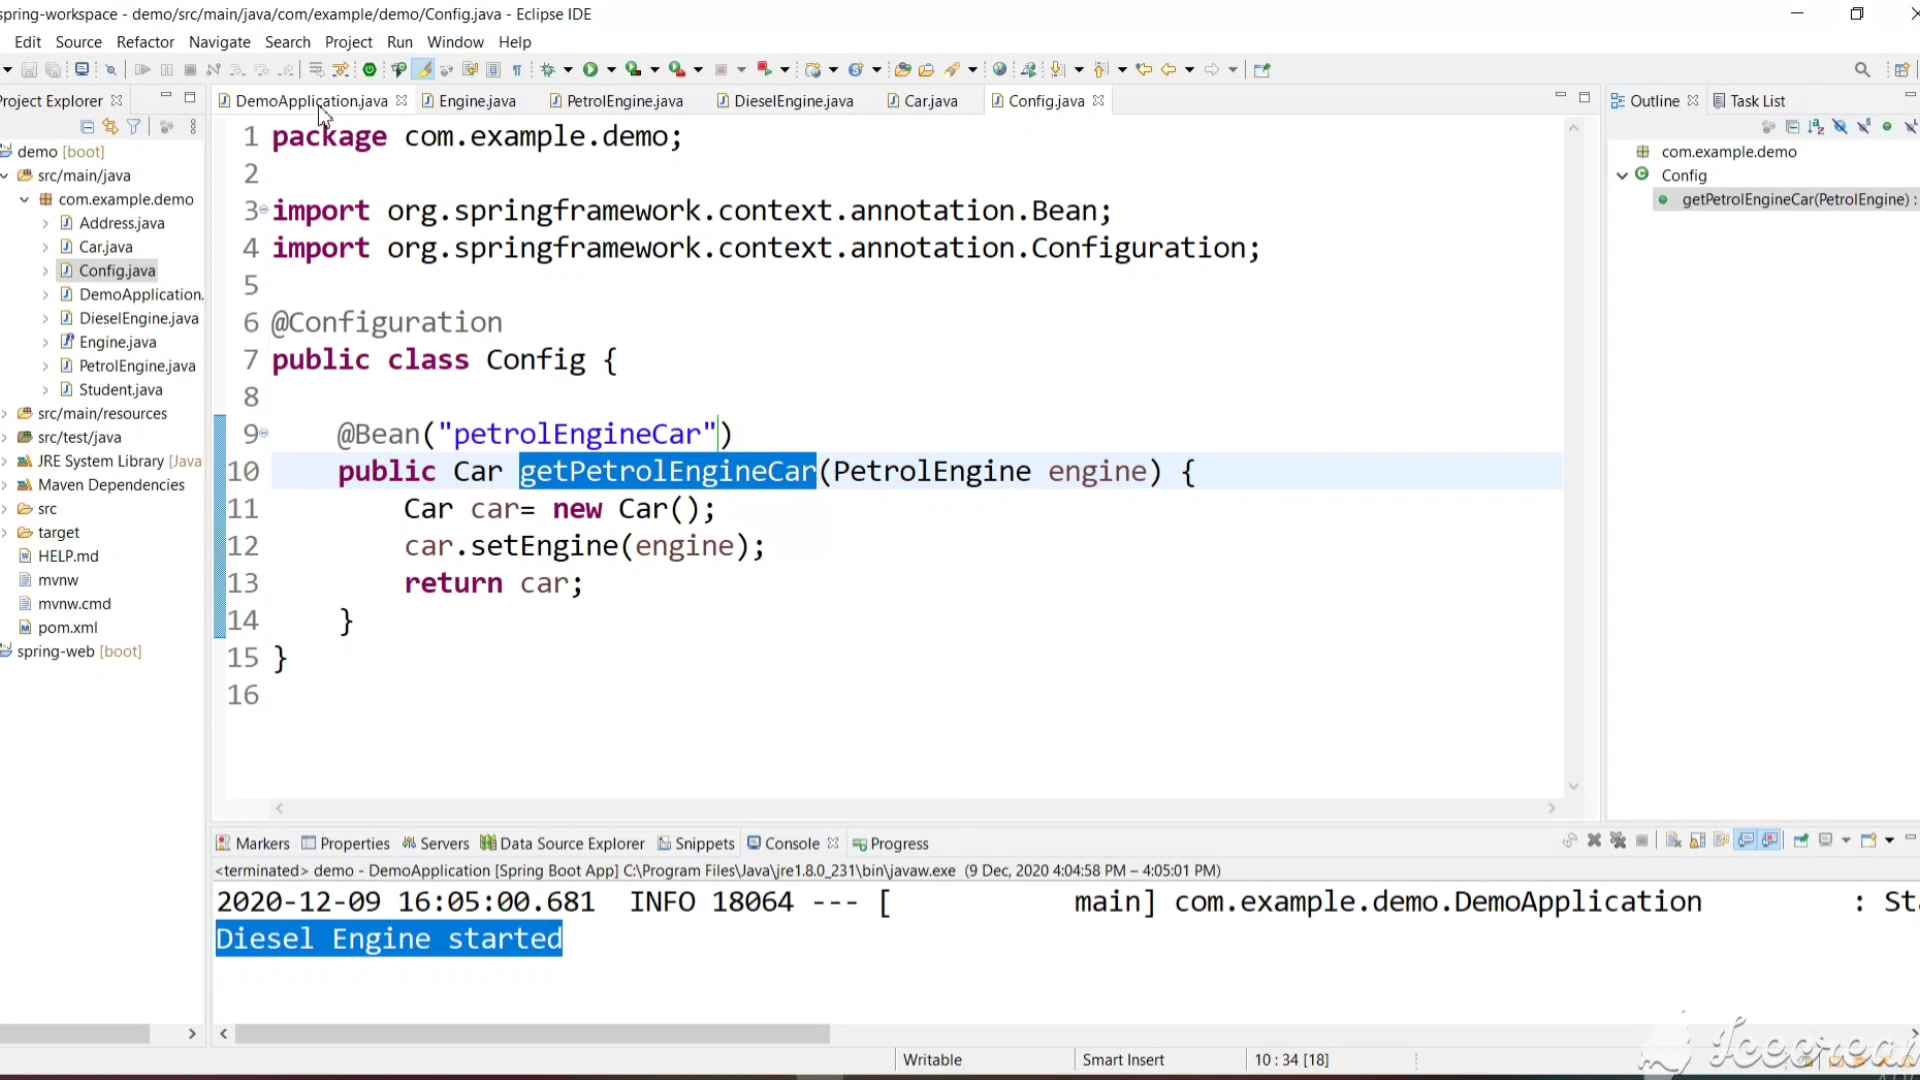 spring-workspace - demo/src/main/java/com/example/demo/Config.java - Eclipse IDE
Edit Source Refactor Navigate Search Project Run Window Help
Project Explorer
DemoApplication.java Engine.java PetrolEngine.java DieselEngine.java Car.java Config.java
Outline Task List
demo [boot]
src/main/java
com.example.demo
Address.java
Car.java
Config.java
DemoApplication.
DieselEngine.java
Engine.java
PetrolEngine.java
Student.java
src/main/resources
src/test/java
JRE System Library [Java
Maven Dependencies
src
target
HELP.md
mvnw
mvnw.cmd
pom.xml
spring-web [boot]
1 package com.example.demo;
2
3 import org.springframework.context.annotation.Bean;
4 import org.springframework.context.annotation.Configuration;
5
6 @Configuration
7 public class Config {
8
9 @Bean("petrolEngineCar")
10 public Car getPetrolEngineCar(PetrolEngine engine) {
11 Car car= new Car();
12 car.setEngine(engine);
13 return car;
14 }
15 }
16
com.example.demo
Config
getPetrolEngineCar(PetrolEngine) :
Markers Properties Servers Data Source Explorer Snippets Console Progress
<terminated> demo - DemoApplication [Spring Boot App] C:\Program Files\Java\jre1.8.0_231\bin\javaw.exe (9 Dec, 2020 4:04:58 PM – 4:05:01 PM)
2020-12-09 16:05:00.681 INFO 18064 --- [ main] com.example.demo.DemoApplication : Sta
Diesel Engine started
Writable Smart Insert 10 : 34 [18]
Icecream